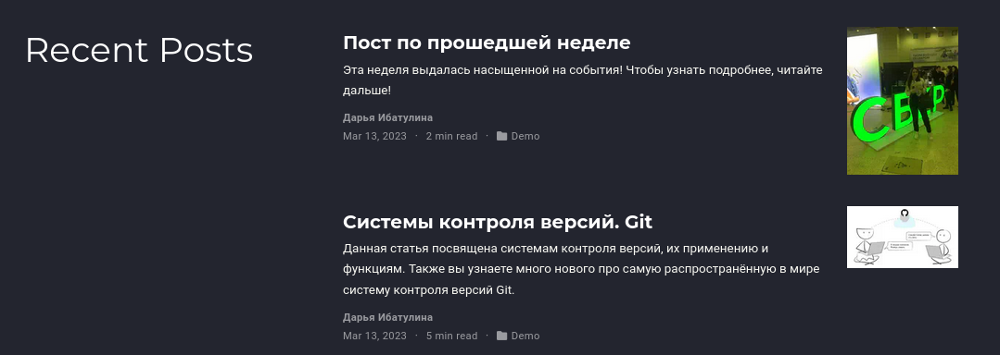 Recent Posts
Пост по прошедшей неделе
Эта неделя выдалась насыщенной на события! Чтобы узнать подробнее, читайте
дальше!
Дарья Ибатулина
Mar 13, 2023 · 2 min read · Demo
Системы контроля версий. Git
Данная статья посвящена системам контроля версий, их применению и
функциям. Также вы узнаете много нового про самую распространённую в мире
систему контроля версий Git.
Дарья Ибатулина
Mar 13, 2023 · 5 min read · Demo